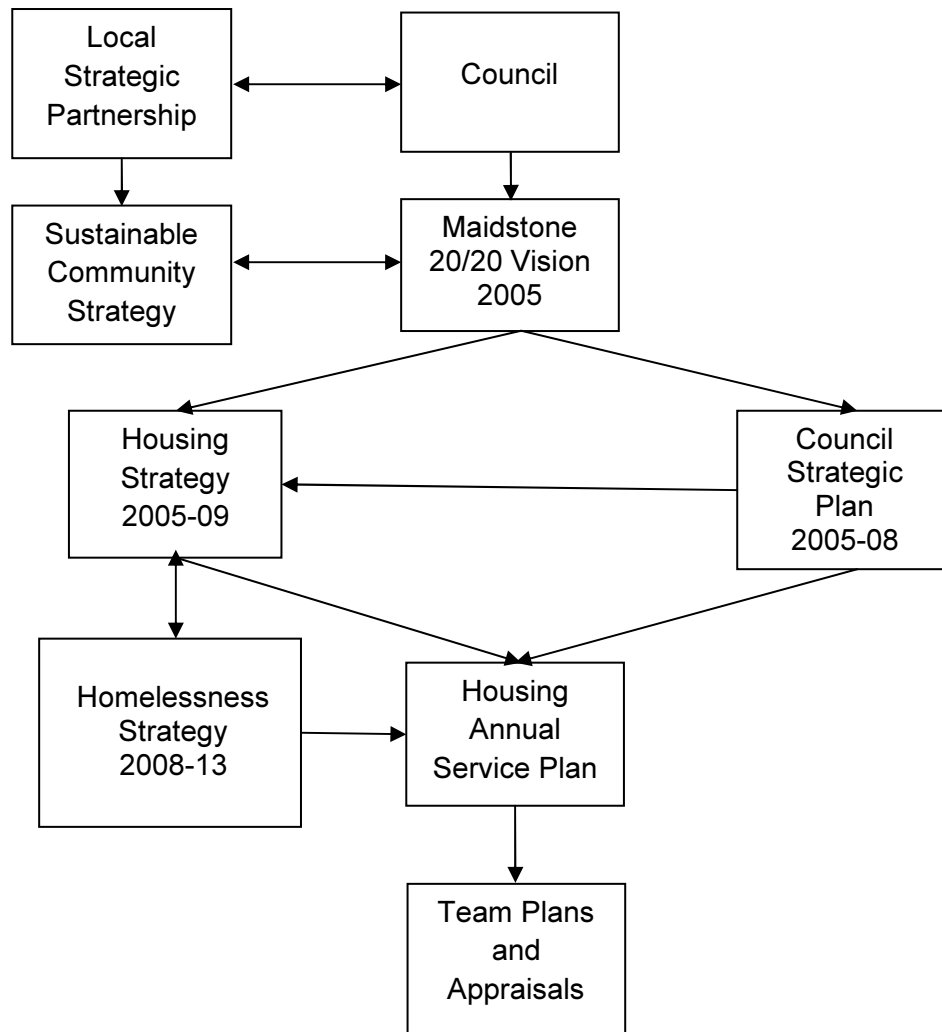 Local
Strategic
Partnership
Council
Sustainable
Community
Strategy
Maidstone
20/20 Vision
2005
Housing
Strategy
2005-09
Council
Strategic
Plan
2005-08
Homelessness
Strategy
2008-13
Housing
Annual
Service Plan
Team Plans
and
Appraisals